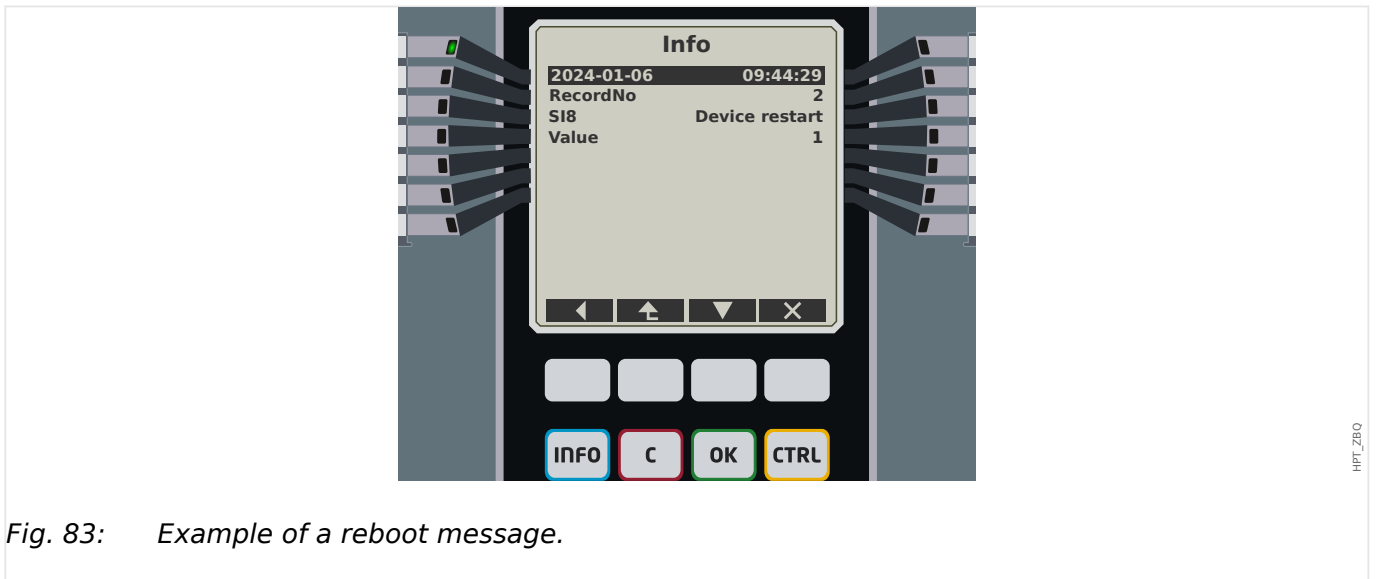 Info
2024-01-06 09:44:29
RecordNo 2
SI8 Device restart
Value 1
INFO C OK CTRL
HPT_ZBQ
Fig. 83: Example of a reboot message.